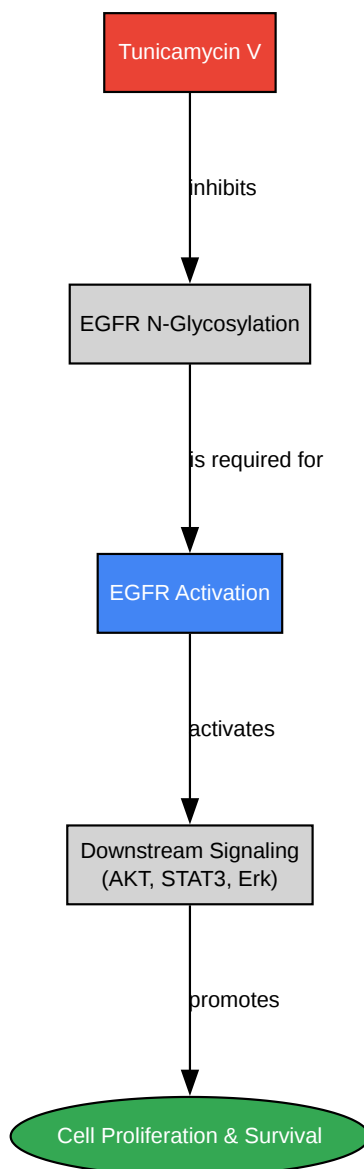 Tunicamycin V
inhibits
EGFR N-Glycosylation
is required for
EGFR Activation
activates
Downstream Signaling
(AKT, STAT3, Erk)
promotes
Cell Proliferation & Survival